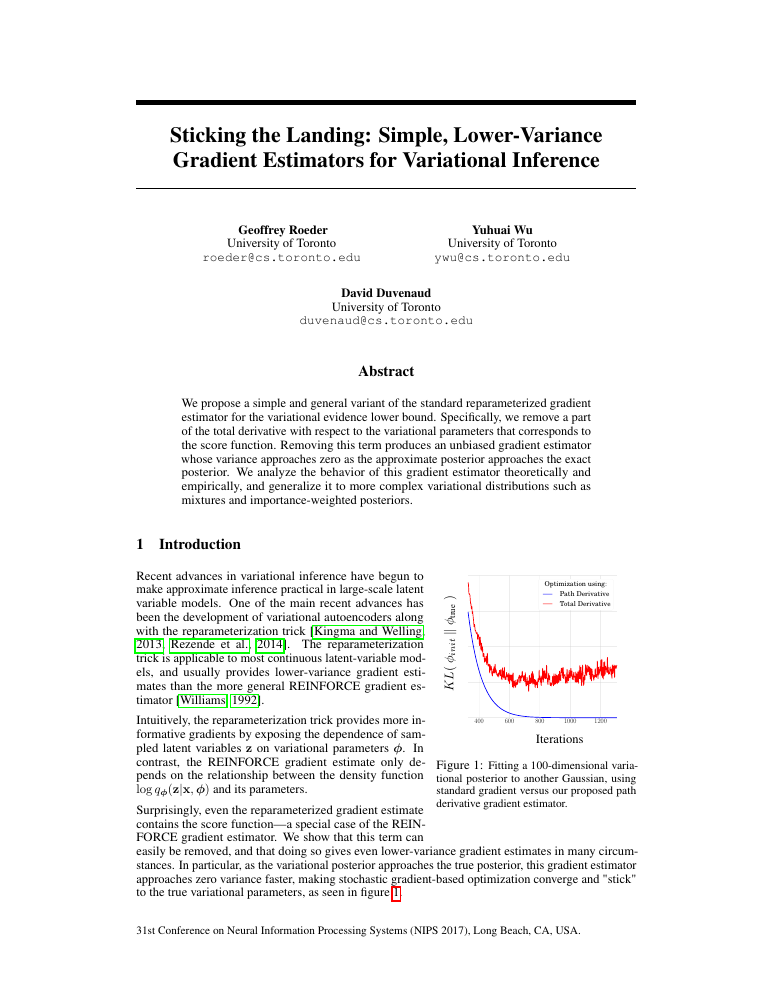 Sticking the Landing: Simple, Lower-Variance
Gradient Estimators for Variational Inference
Geoffrey Roeder
University of Toronto
roeder@cs.toronto.edu
Yuhuai Wu
University of Toronto
ywu@cs.toronto.edu
David Duvenaud
University of Toronto
duvenaud@cs.toronto.edu
Abstract
We propose a simple and general variant of the standard reparameterized gradient
estimator for the variational evidence lower bound. Specifically, we remove a part
of the total derivative with respect to the variational parameters that corresponds to
the score function. Removing this term produces an unbiased gradient estimator
whose variance approaches zero as the approximate posterior approaches the exact
posterior. We analyze the behavior of this gradient estimator theoretically and
empirically, and generalize it to more complex variational distributions such as
mixtures and importance-weighted posteriors.
1 Introduction
Recent advances in variational inference have begun to
make approximate inference practical in large-scale latent
variable models. One of the main recent advances has
been the development of variational autoencoders along
with the reparameterization trick [Kingma and Welling,
2013, Rezende et al., 2014]. The reparameterization
trick is applicable to most continuous latent-variable mod-
els, and usually provides lower-variance gradient esti-
mates than the more general REINFORCE gradient es-
timator [Williams, 1992].
Intuitively, the reparameterization trick provides more in-
formative gradients by exposing the dependence of sam-
pled latent variables z on variational parameters ϕ. In
contrast, the REINFORCE gradient estimate only de-
pends on the relationship between the density function
log qϕ(z|x, ϕ) and its parameters.
Surprisingly, even the reparameterized gradient estimate
contains the score function—a special case of the REIN-
FORCE gradient estimator. We show that this term can
easily be removed, and that doing so gives even lower-variance gradient estimates in many circum-
stances. In particular, as the variational posterior approaches the true posterior, this gradient estimator
approaches zero variance faster, making stochastic gradient-based optimization converge and "stick"
to the true variational parameters, as seen in figure 1.
KL( ϕinit || ϕtrue )
Optimization using:
Path Derivative
Total Derivative
400 600 800 1000 1200
Iterations
Figure 1: Fitting a 100-dimensional varia-
tional posterior to another Gaussian, using
standard gradient versus our proposed path
derivative gradient estimator.
31st Conference on Neural Information Processing Systems (NIPS 2017), Long Beach, CA, USA.